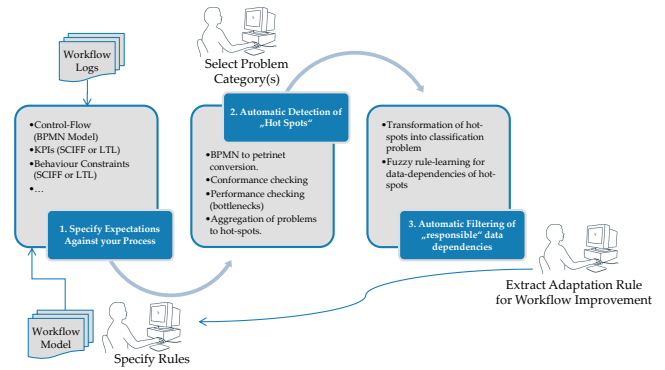 Workflow
Logs
Select Problem
Category(s)
•Control-Flow
(BPMN Model)
•KPIs (SCIFF or LTL)
•Behaviour Constraints
(SCIFF or LTL)
•…
1. Specify Expectations
Against your Process
2. Automatic Detection of
„Hot Spots“
•BPMN to petrinet
conversion.
•Conformance checking
•Performance checking
(bottlenecks)
•Aggregation of problems
to hot-spots.
•Transformation of hot-
spots into classification
problem
•Fuzzy rule-learning for
data-dependencies of hot-
spots
3. Automatic Filtering of
„responsible“ data
dependencies
Extract Adaptation Rule
for Workflow Improvement
Workflow
Model
Specify Rules